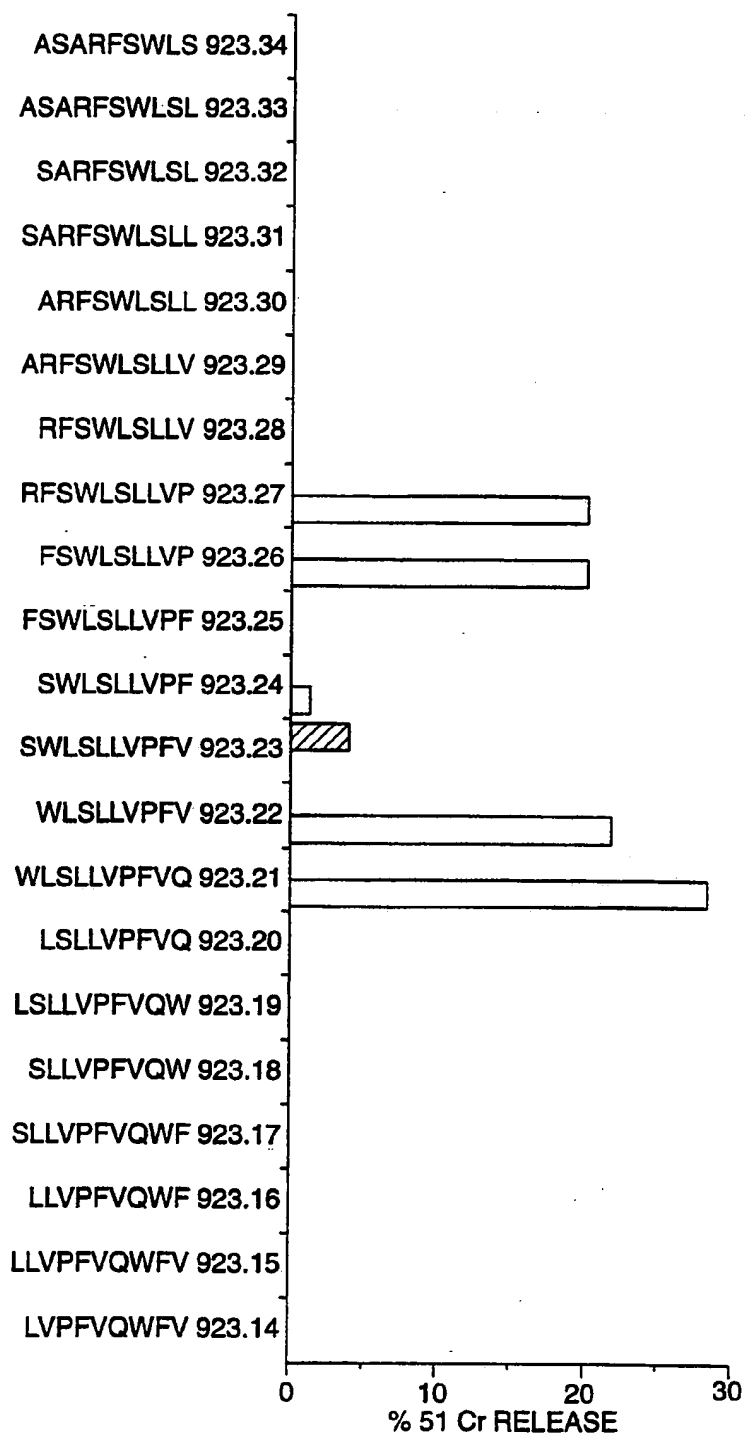 ASARFSWLS 923.34
ASARFSWLSL 923.33
SARFSWLSL 923.32
SARFSWLSLL 923.31
ARFSWLSLL 923.30
ARFSWLSLLV 923.29
RFSWLSLLV 923.28
RFSWLSLLVP 923.27
FSWLSLLVP 923.26
FSWLSLLVPF 923.25
SWLSLLVPF 923.24
SWLSLLVPFV 923.23
WLSLLVPFV 923.22
WLSLLVPFVQ 923.21
LSLLVPFVQ 923.20
LSLLVPFVQW 923.19
SLLVPFVQW 923.18
SLLVPFVQWF 923.17
LLVPFVQWF 923.16
LLVPFVQWFV 923.15
LVPFVQWFV 923.14
0 10 20 30
% 51 Cr RELEASE